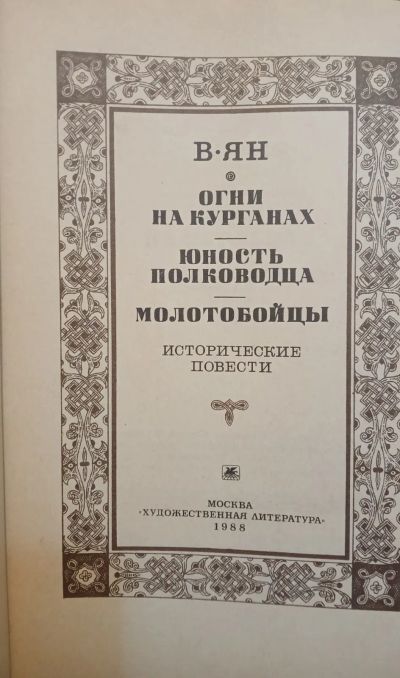 В·ЯН
ОГНИ
НА КУРГАНАХ
ЮНОСТЬ
ПОЛКОВОДЦА
МОЛОТОБОЙЦЫ
ИСТОРИЧЕСКИЕ
ПОВЕСТИ
МОСКВА
"ХУДОЖЕСТВЕННАЯ ЛИТЕРАТУРА"
1988